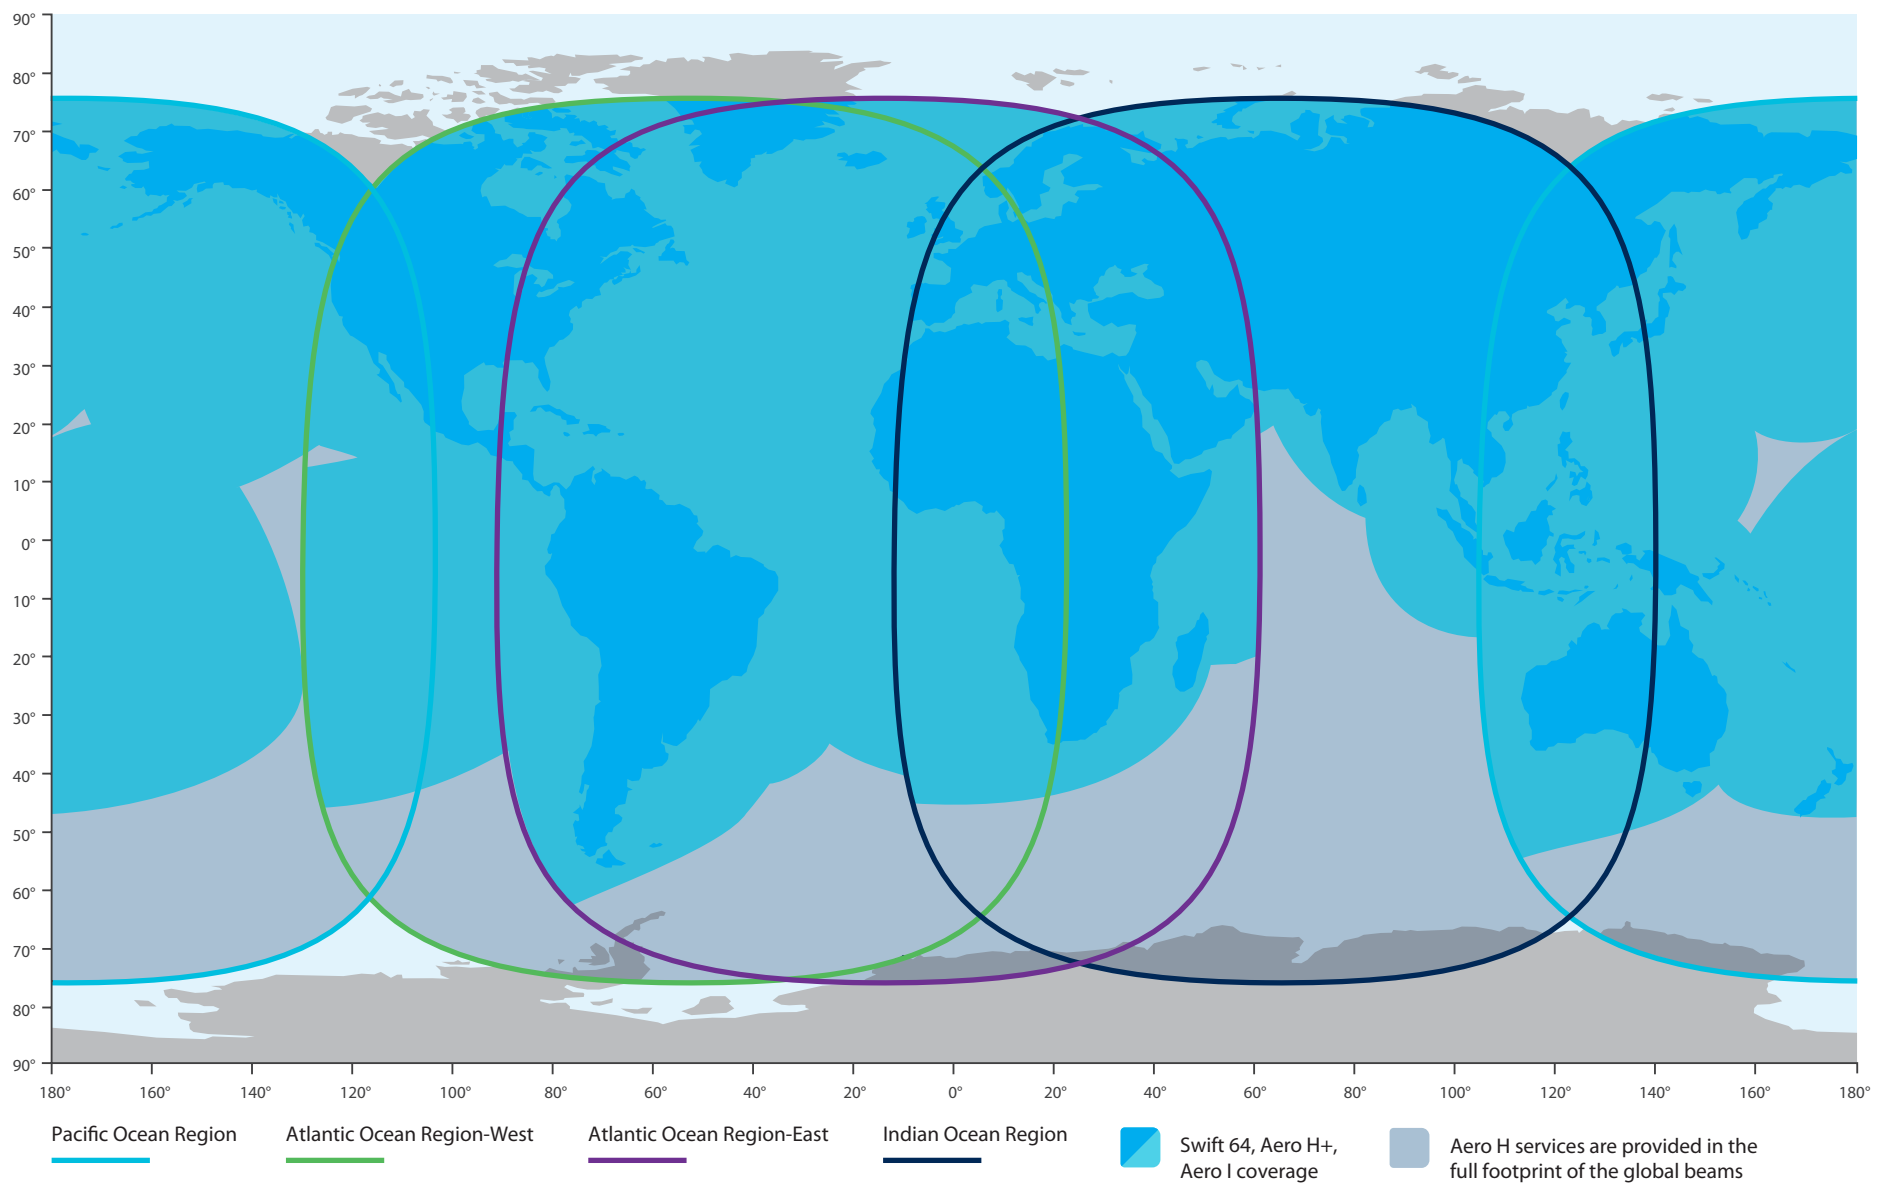 90°
80°
70°
60°
50°
40°
30°
20°
10°
0°
10°
20°
30°
40°
50°
60°
70°
80°
90°
180° 160° 140° 120° 100° 80° 60° 40° 20° 0° 20° 40° 60° 80° 100° 120° 140° 160° 180°
Pacific Ocean Region
Atlantic Ocean Region-West
Atlantic Ocean Region-East
Indian Ocean Region
Swift 64, Aero H+,
Aero I coverage
Aero H services are provided in the
full footprint of the global beams